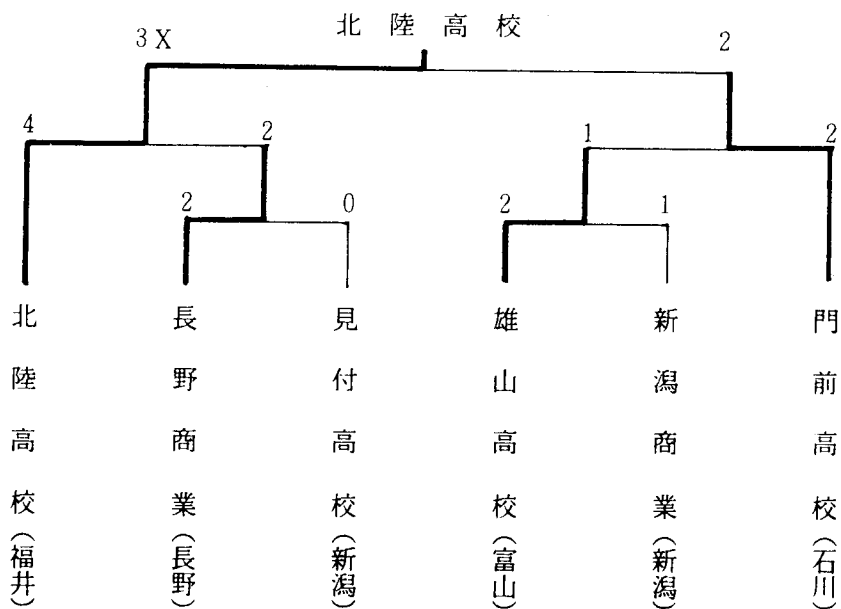 北陸高校
3X 2
4 2 1 2
2 0 2 1
北陸高校(福井)
長野商業(長野)
見付高校(新潟)
雄山高校(富山)
新潟商業(新潟)
門前高校(石川)